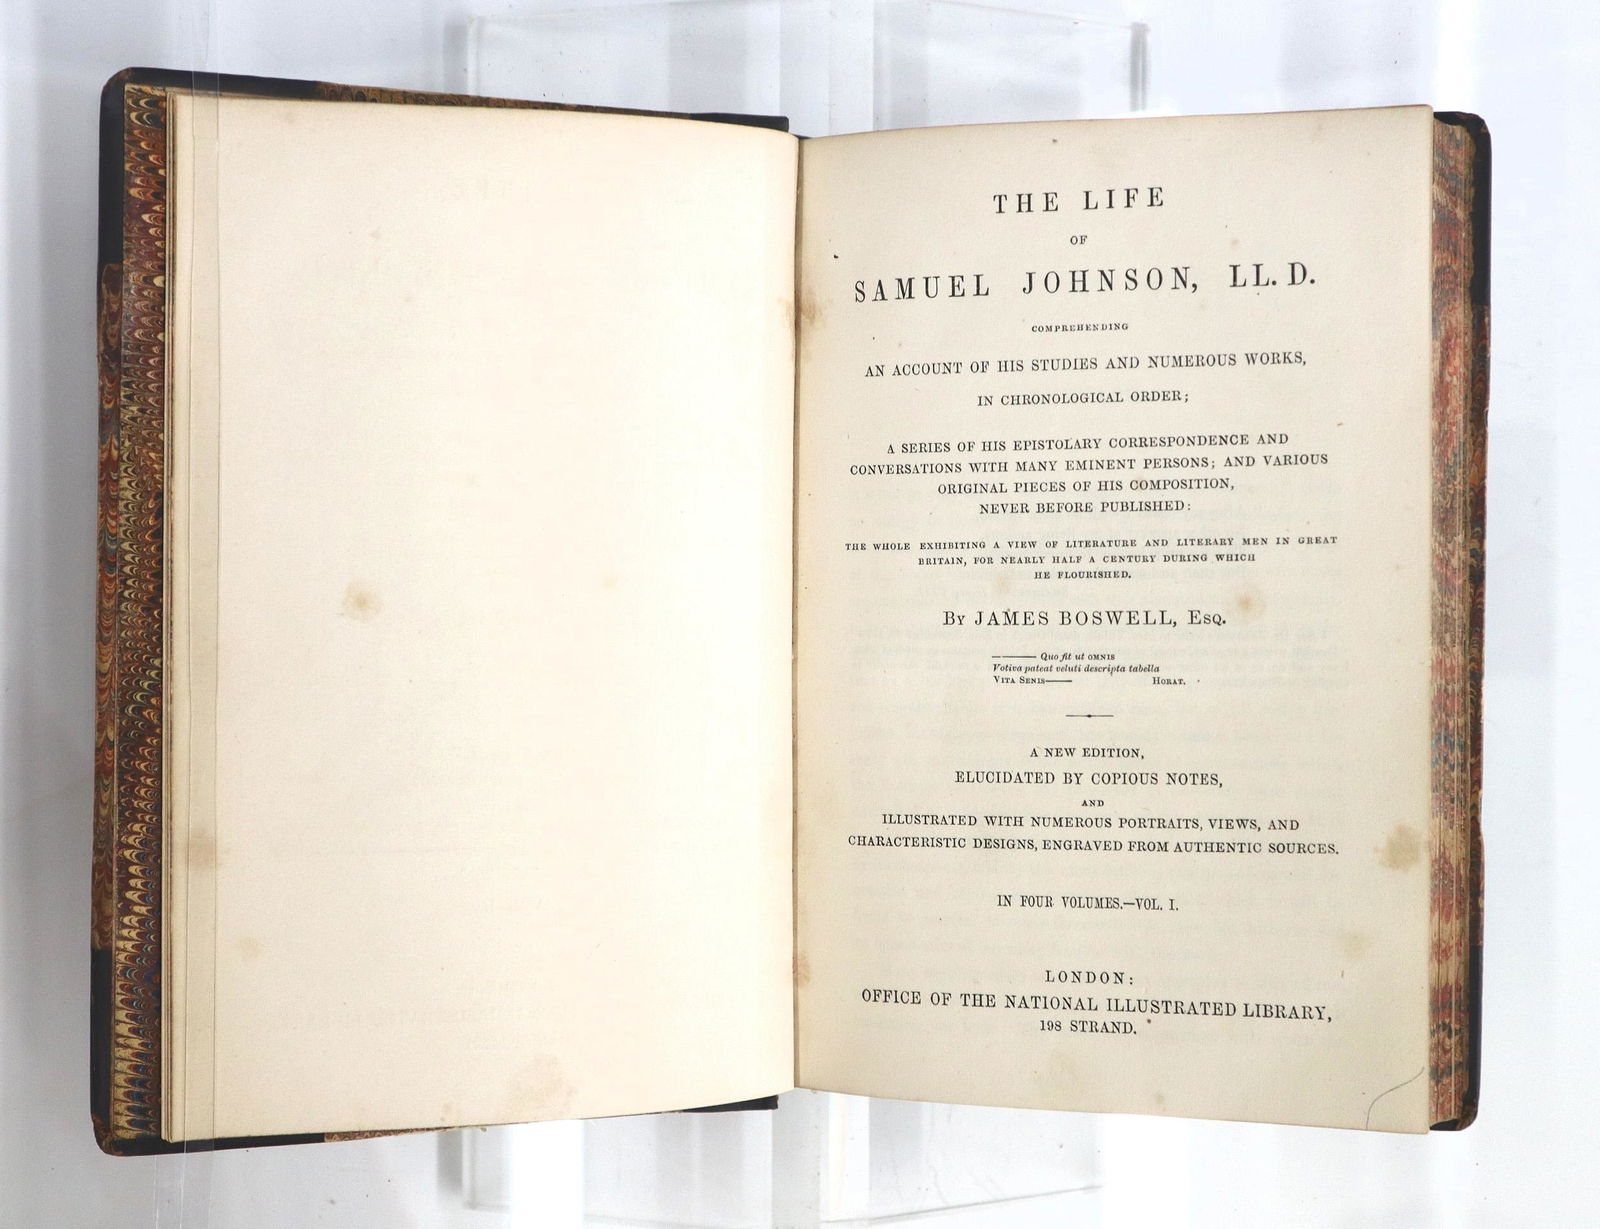 THE LIFE
OF
SAMUEL JOHNSON, LL. D.
COMPREHENDING
AN ACCOUNT OF HIS STUDIES AND NUMEROUS WORKS,
IN CHRONOLOGICAL ORDER;
A SERIES OF HIS EPISTOLARY CORRESPONDENCE AND
CONVERSATIONS WITH MANY EMINENT PERSONS; AND VARIOUS
ORIGINAL PIECES OF HIS COMPOSITION,
NEVER BEFORE PUBLISHED:
THE WHOLE EXHIBITING A VIEW OF LITERATURE AND LITERARY MEN IN GREAT
BRITAIN, FOR NEARLY HALF A CENTURY DURING WHICH
HE FLOURISHED.
By JAMES BOSWELL, Esq.
——— Quo fit ut OMNIS
Votiva pateat veluti descripta tabella
VITA SENIS—— HORAT.
A NEW EDITION,
ELUCIDATED BY COPIOUS NOTES,
AND
ILLUSTRATED WITH NUMEROUS PORTRAITS, VIEWS, AND
CHARACTERISTIC DESIGNS, ENGRAVED FROM AUTHENTIC SOURCES.
IN FOUR VOLUMES.—VOL. I.
LONDON:
OFFICE OF THE NATIONAL ILLUSTRATED LIBRARY,
198 STRAND.